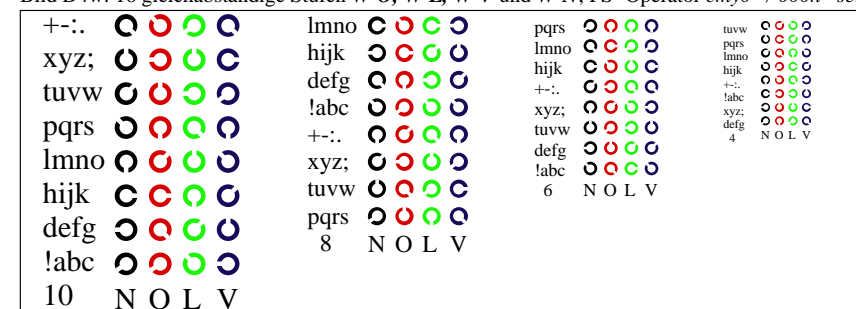 +-:.
xyz;
tuvw
pqrs
lmno
hijk
defg
!abc
10 N O L V
lmno
hijk
defg
!abc
+-:.
xyz;
tuvw
pqrs
8 N O L V
pqrs
lmno
hijk
+-:.
xyz;
tuvw
defg
!abc
6 N O L V
tuvw
pqrs
lmno
hijk
+-:.
!abc
xyz;
defg
4 N O L V